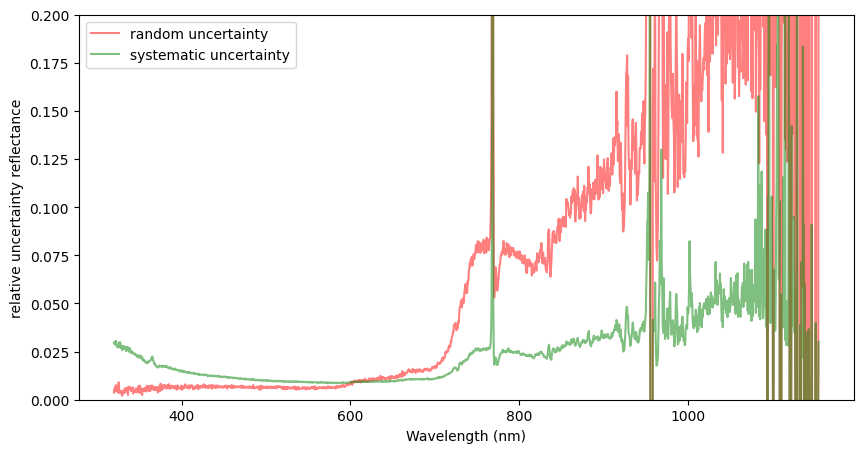 random uncertainty
systematic uncertainty
relative uncertainty reflectance
0.200
0.175
0.150
0.125
0.100
0.075
0.050
0.025
0.000
400 600 800 1000
Wavelength (nm)